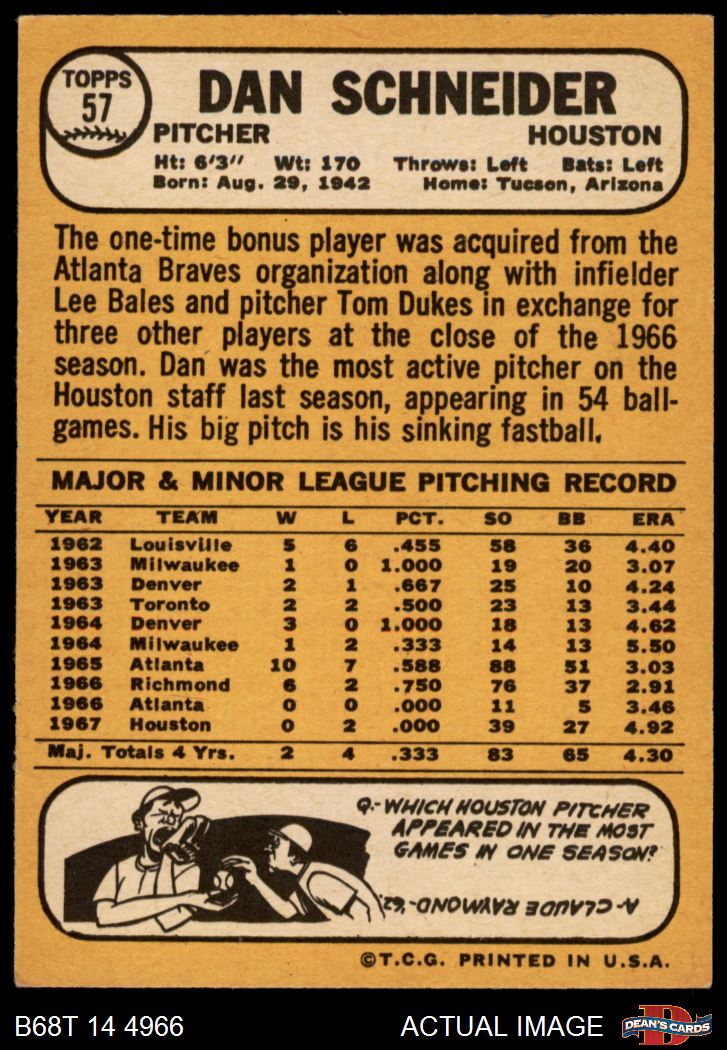 TOPPS
57
DAN SCHNEIDER
PITCHER HOUSTON
Ht: 6'3" Wt: 170 Throws: Left Bats: Left
Born: Aug. 29, 1942 Home: Tucson, Arizona
The one-time bonus player was acquired from the
Atlanta Braves organization along with infielder
Lee Bales and pitcher Tom Dukes in exchange for
three other players at the close of the 1966
season. Dan was the most active pitcher on the
Houston staff last season, appearing in 54 ball-
games. His big pitch is his sinking fastball.
MAJOR & MINOR LEAGUE PITCHING RECORD
YEAR TEAM W L PCT. SO BB ERA
1962 Louisville 5 6 .455 58 36 4.40
1963 Milwaukee 1 0 1.000 19 20 3.07
1963 Denver 2 1 .667 25 10 4.24
1963 Toronto 2 2 .500 23 13 3.44
1964 Denver 3 0 1.000 18 13 4.62
1964 Milwaukee 1 2 .333 14 13 5.50
1965 Atlanta 10 7 .588 88 51 3.03
1966 Richmond 6 2 .750 76 37 2.91
1966 Atlanta 0 0 .000 11 5 3.46
1967 Houston 0 2 .000 39 27 4.92
Maj. Totals 4 Yrs. 2 4 .333 83 65 4.30
Q.- WHICH HOUSTON PITCHER
APPEARED IN THE MOST
GAMES IN ONE SEASON?
A- CLAUDE RAYMOND-'62.
©T.C.G. PRINTED IN U.S.A.
B68T 14 4966 ACTUAL IMAGE
D
DEAN'S CARDS